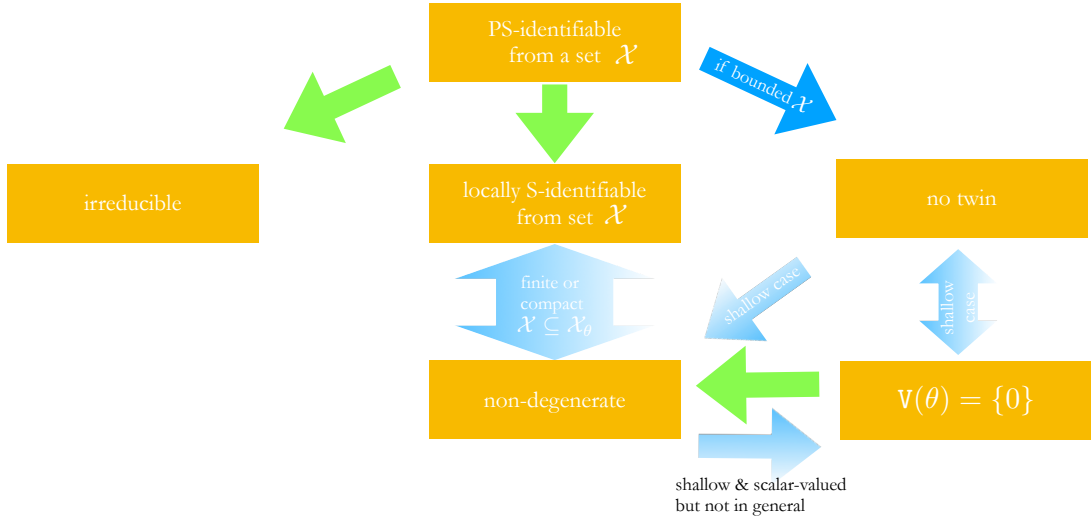 PS-identifiable
from a set 𝒳
if bounded 𝒳
irreducible
locally S-identifiable
from set 𝒳
no twin
finite or
compact
𝒳 ⊆ 𝒳_θ
shallow case
shallow
case
non-degenerate
V(θ) = {0}
shallow & scalar-valued
but not in general